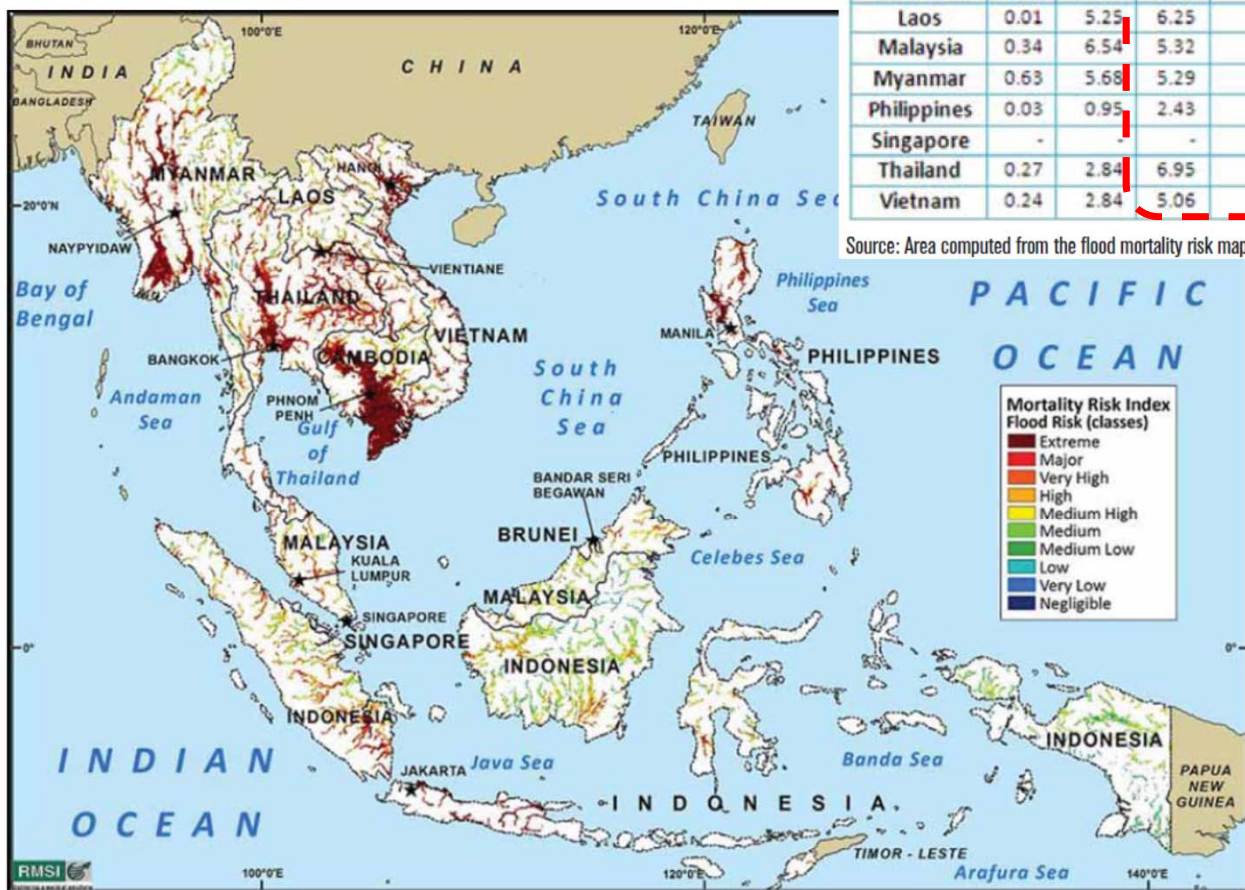 Laos 0.01 5.25 6.25
Malaysia 0.34 6.54 5.32
Myanmar 0.63 5.68 5.29
Philippines 0.03 0.95 2.43
Singapore - - -
Thailand 0.27 2.84 6.95
Vietnam 0.24 2.84 5.06
Source: Area computed from the flood mortality risk map
100°0'E
120°0'E
BHUTAN
INDIA
BANGLADESH
CHINA
TAIWAN
MYANMAR
HANOI
LAOS
20°0'N
South China Sea
NAYPYIDAW
VIENTIANE
Bay of
Bengal
THAILAND
VIETNAM
BANGKOK
CAMBODIA
Philippines
Sea
MANILA
PHILIPPINES
PACIFIC
OCEAN
Andaman
Sea
PHNOM
PENH
Gulf
of
Thailand
South
China
Sea
PHILIPPINES
BANDAR SERI
BEGAWAN
BRUNEI
Mortality Risk Index
Flood Risk (classes)
Extreme
Major
Very High
High
Medium High
Medium
Medium Low
Low
Very Low
Negligible
MALAYSIA
KUALA
LUMPUR
Celebes Sea
MALAYSIA
SINGAPORE
SINGAPORE
0°
0°
INDONESIA
INDONESIA
INDONESIA
INDIAN
OCEAN
JAKARTA
Java Sea
Banda Sea
INDONESIA
PAPUA
NEW
GUINEA
TIMOR - LESTE
Arafura Sea
RMSI
100°0'E
120°0'E
140°0'E